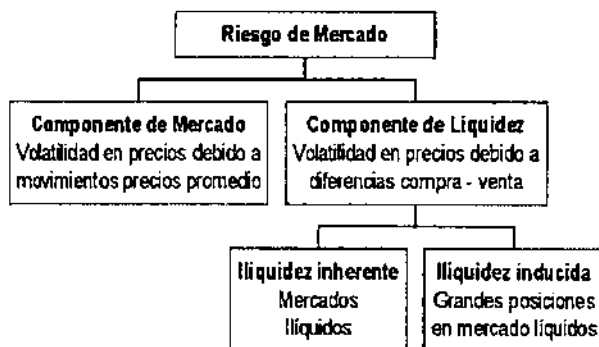 Riesgo de Mercado
Componente de Mercado
Volatilidad en precios debido a
movimientos precios promedio
Componente de Liquidez
Volatilidad en precios debido a
diferencias compra - venta
Iliquidez inherente
Mercados
Ilíquidos
Iliquidez inducida
Grandes posiciones
en mercado líquidos